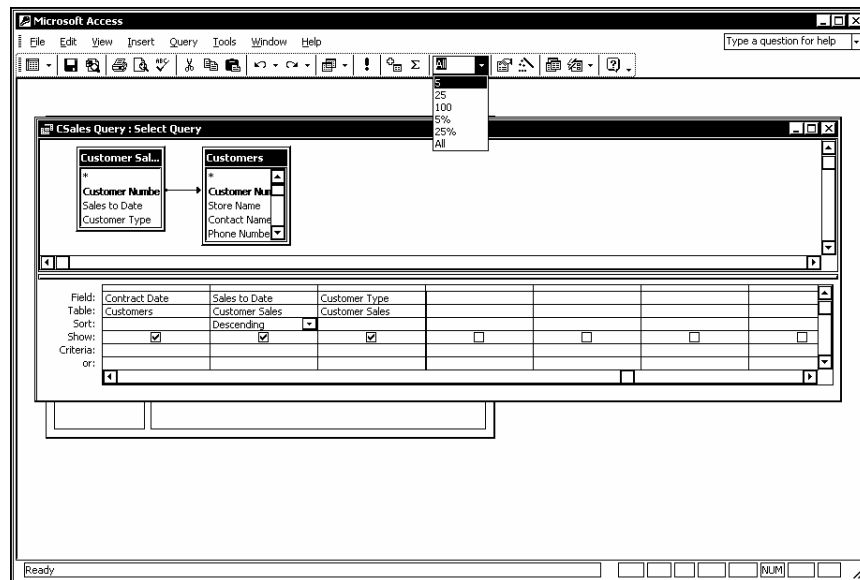 Microsoft Access
File Edit View Insert Query Tools Window Help
Type a question for help
ABC
Σ All
5
25
100
5%
25%
All
CSales Query : Select Query
Customer Sal...
*
Customer Numbe
Sales to Date
Customer Type
Customers
*
Customer Num
Store Name
Contact Name
Phone Numbe
Field: Contract Date Sales to Date Customer Type
Table: Customers Customer Sales Customer Sales
Sort: Descending
Show:
Criteria:
or:
Ready NUM